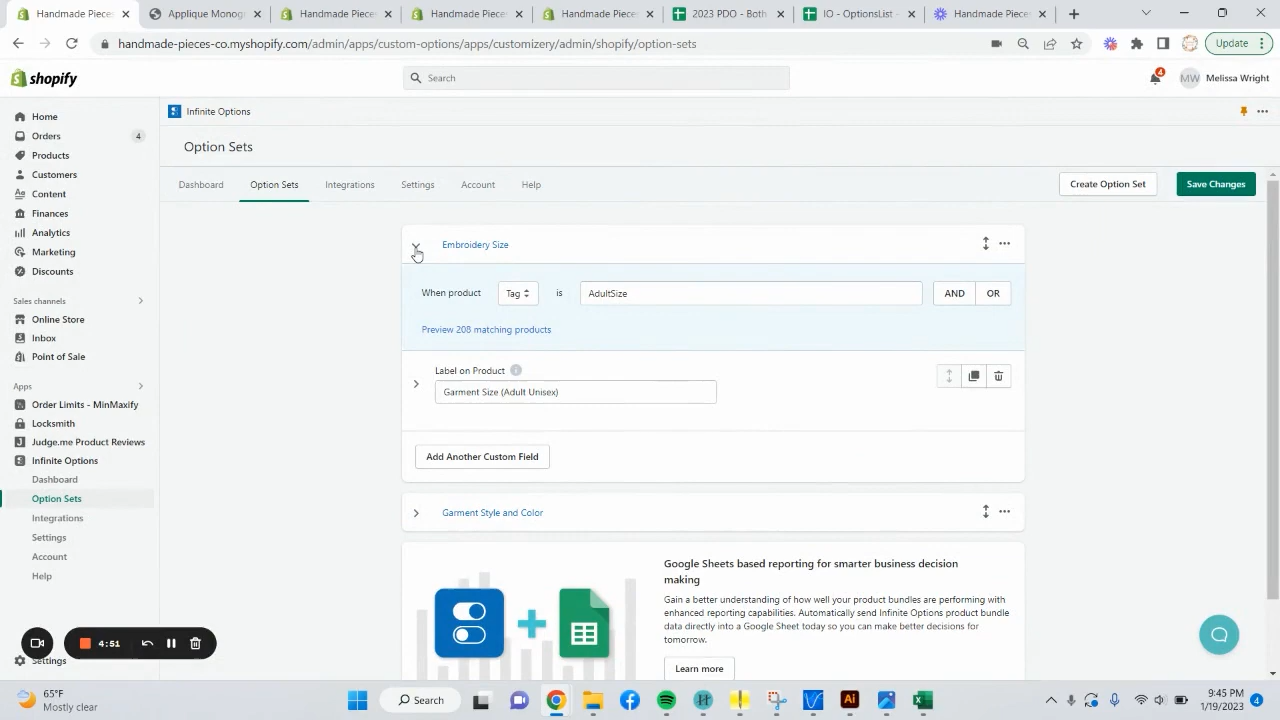 Handmade Pieces
Applique Monogr
Handmade Pieces
Handmade Pieces
Handmade Pieces
2023 PDO - Both
IO - OptionsList -
Handmade Pieces
handmade-pieces-co.myshopify.com/admin/apps/custom-options/apps/customizery/admin/shopify/option-sets
Update
shopify
Search
4
MW
Melissa Wright
Home
Orders
4
Products
Customers
Content
Finances
Analytics
Marketing
Discounts
Sales channels
Online Store
Inbox
Point of Sale
Apps
Order Limits - MinMaxify
Locksmith
Judge.me Product Reviews
Infinite Options
Dashboard
Option Sets
Integrations
Settings
Account
Help
Settings
4:51
Infinite Options
Option Sets
Dashboard
Option Sets
Integrations
Settings
Account
Help
Create Option Set
Save Changes
Embroidery Size
When product
Tag
is
AdultSize
AND
OR
Preview 208 matching products
Label on Product
Garment Size (Adult Unisex)
Add Another Custom Field
Garment Style and Color
Google Sheets based reporting for smarter business decision
making
Gain a better understanding of how well your product bundles are performing with
enhanced reporting capabilities. Automatically send Infinite Options product bundle
data directly into a Google Sheet today so you can make better decisions for
tomorrow.
Learn more
65°F
Mostly clear
Search
Ai
9:45 PM
1/19/2023
4